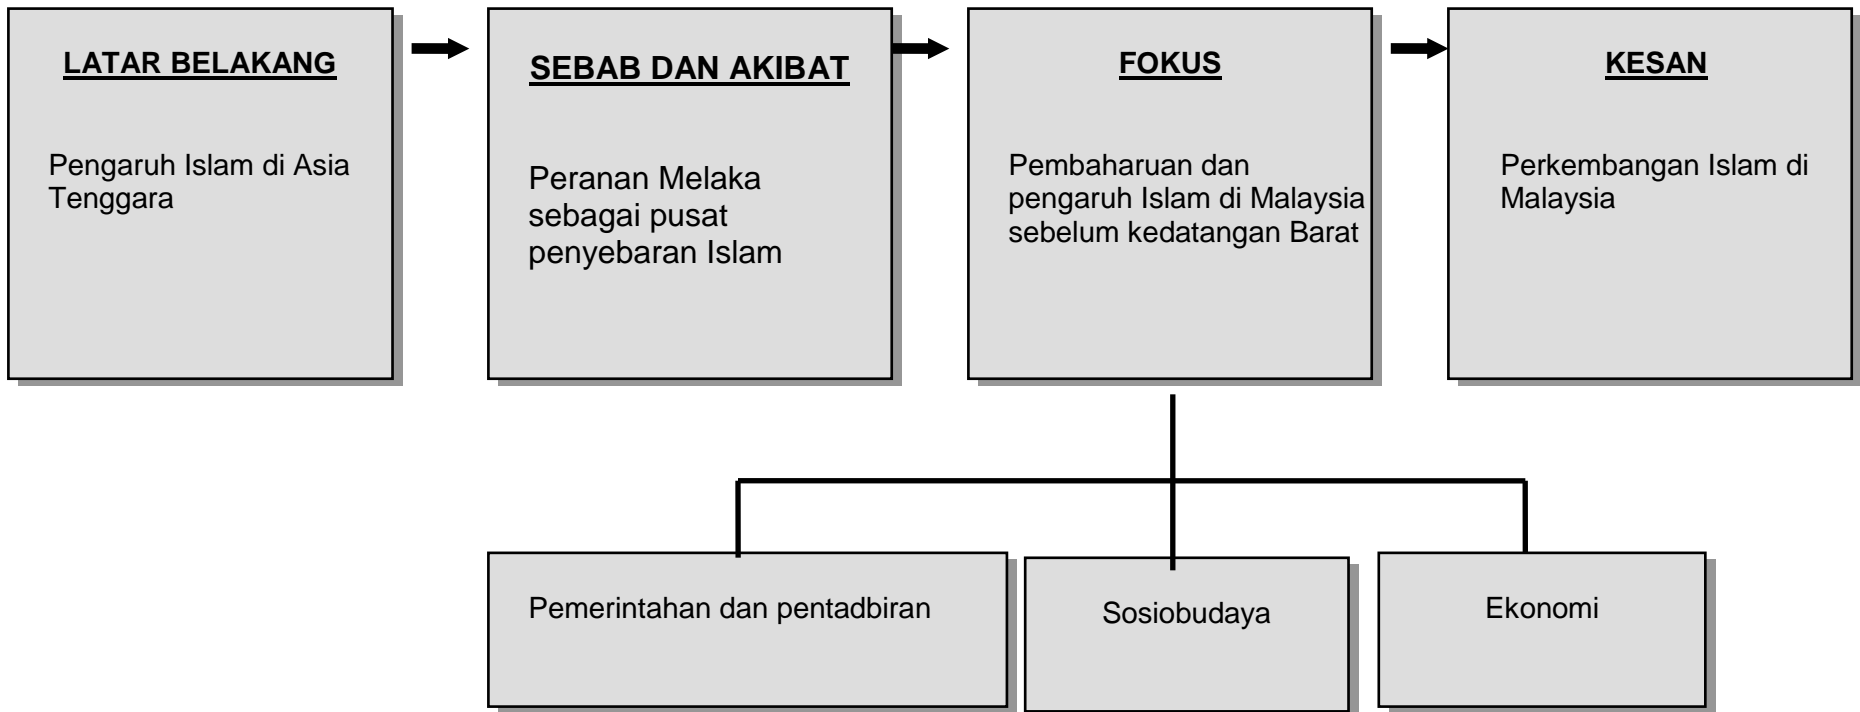 LATAR BELAKANG
Pengaruh Islam di Asia
Tenggara
SEBAB DAN AKIBAT
Peranan Melaka
sebagai pusat
penyebaran Islam
FOKUS
Pembaharuan dan
pengaruh Islam di Malaysia
sebelum kedatangan Barat
KESAN
Perkembangan Islam di
Malaysia
Pemerintahan dan pentadbiran
Sosiobudaya
Ekonomi